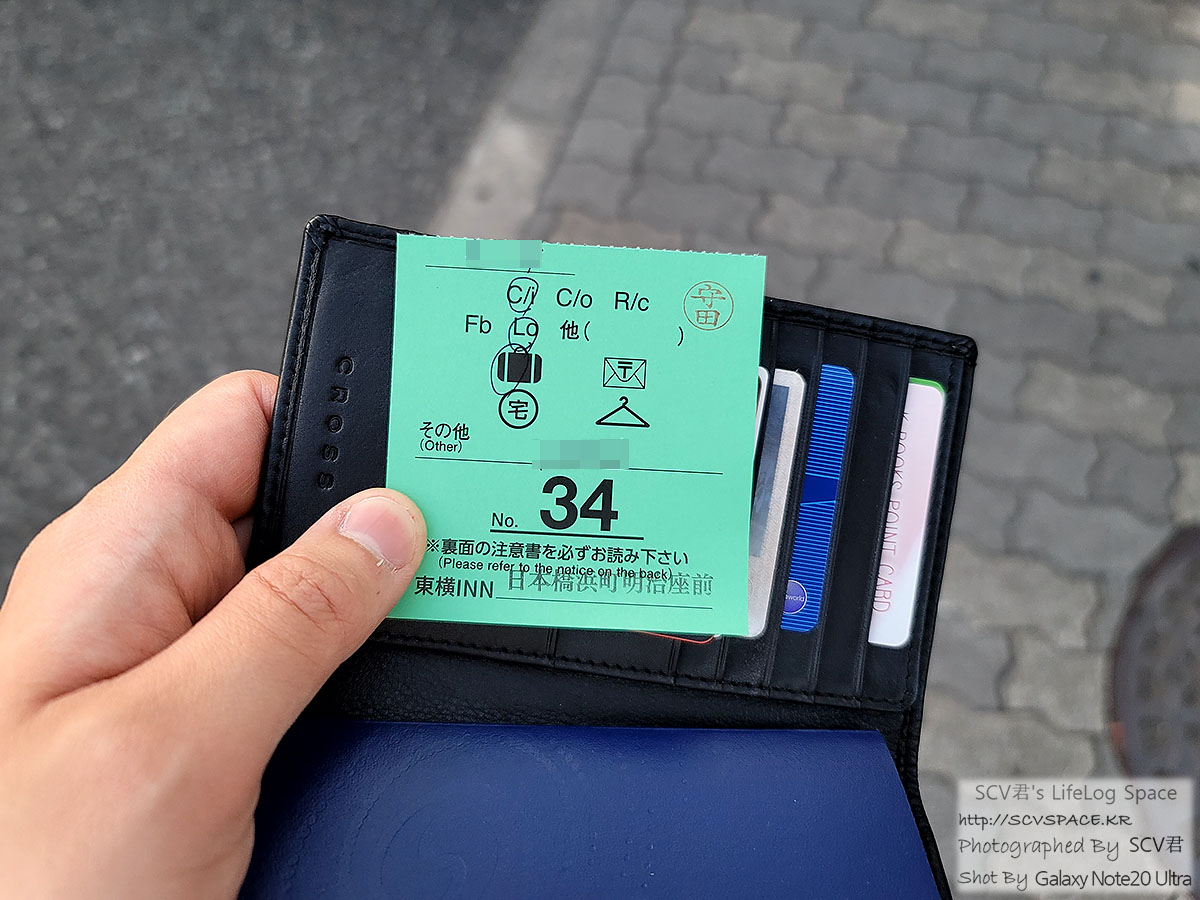 C/i C/o R/c
守田
Fb Lo 他( )
〒
宅
その他
(Other)
No. 34
※裏面の注意書を必ずお読み下さい
(Please refer to the notice on the back)
東横INN 日本橋浜町明治座前
CROSS
K-BOOKS POINT CARD
SCV君's LifeLog Space
http://SCVSPACE.KR
Photographed By SCV君
Shot By Galaxy Note20 Ultra